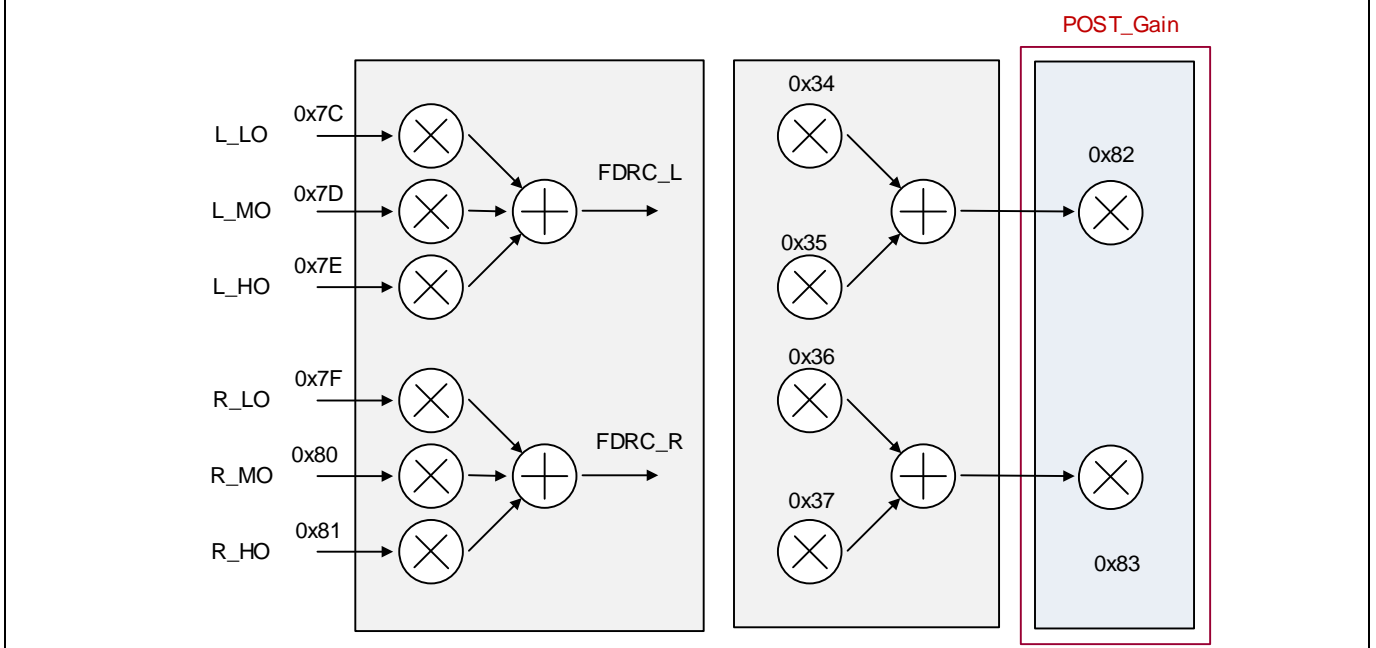 POST_Gain
0x34
0x7C
L_LO
0x82
FDRC_L
0x7D
L_MO
0x35
0x7E
L_HO
0x36
0x7F
R_LO
FDRC_R
0x80
R_MO
0x37
0x81
R_HO
0x83